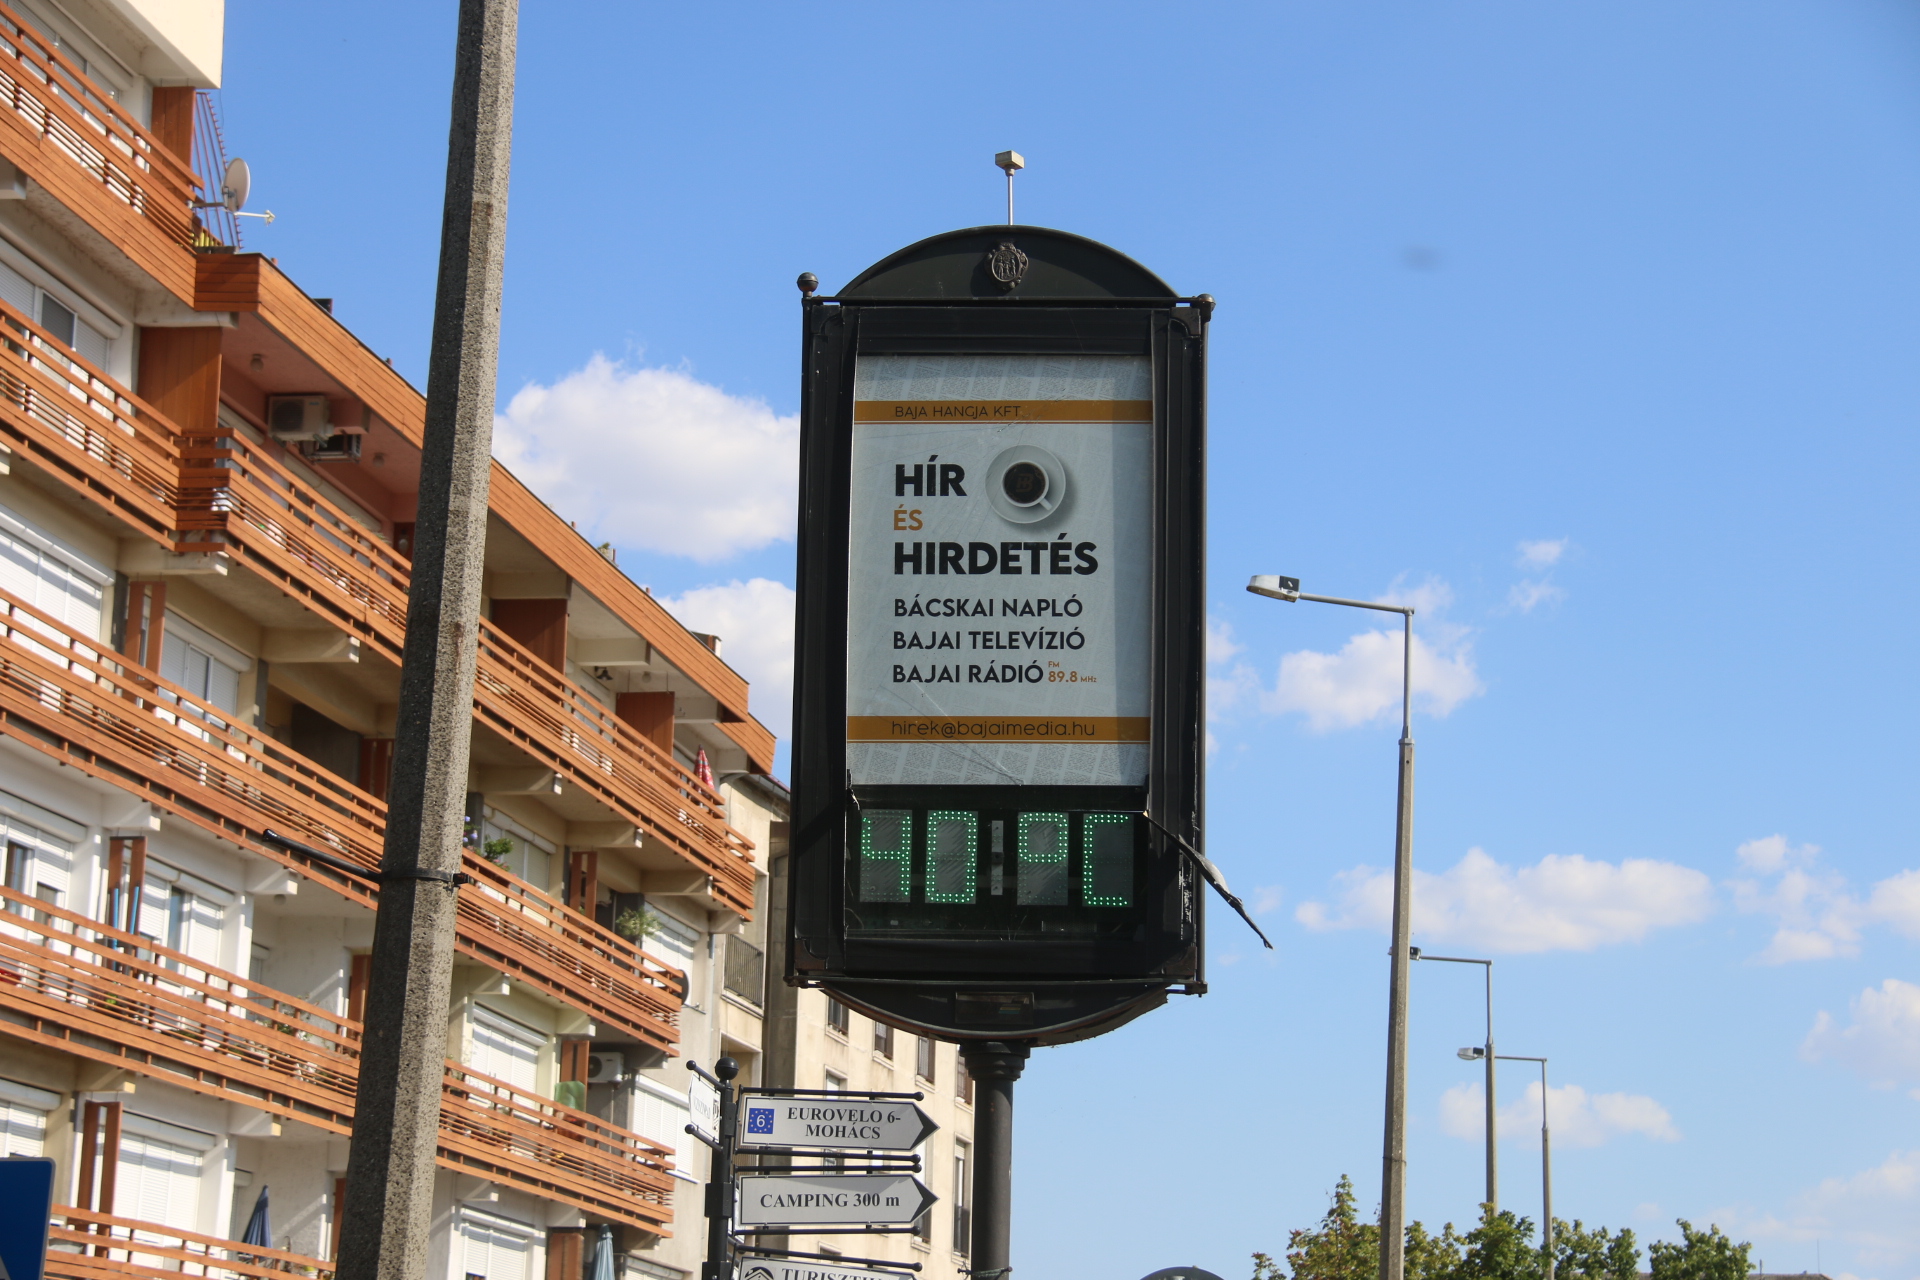 BAJA HANGJA KFT
HÍR
ÉS
HIRDETÉS
BÁCSKAI NAPLÓ
BAJAI TELEVÍZIÓ
BAJAI RÁDIÓ FM 89.8 MHz
hirek@bajaimedia.hu
40°C
6 EUROVELO 6-
MOHÁCS
CAMPING 300 m